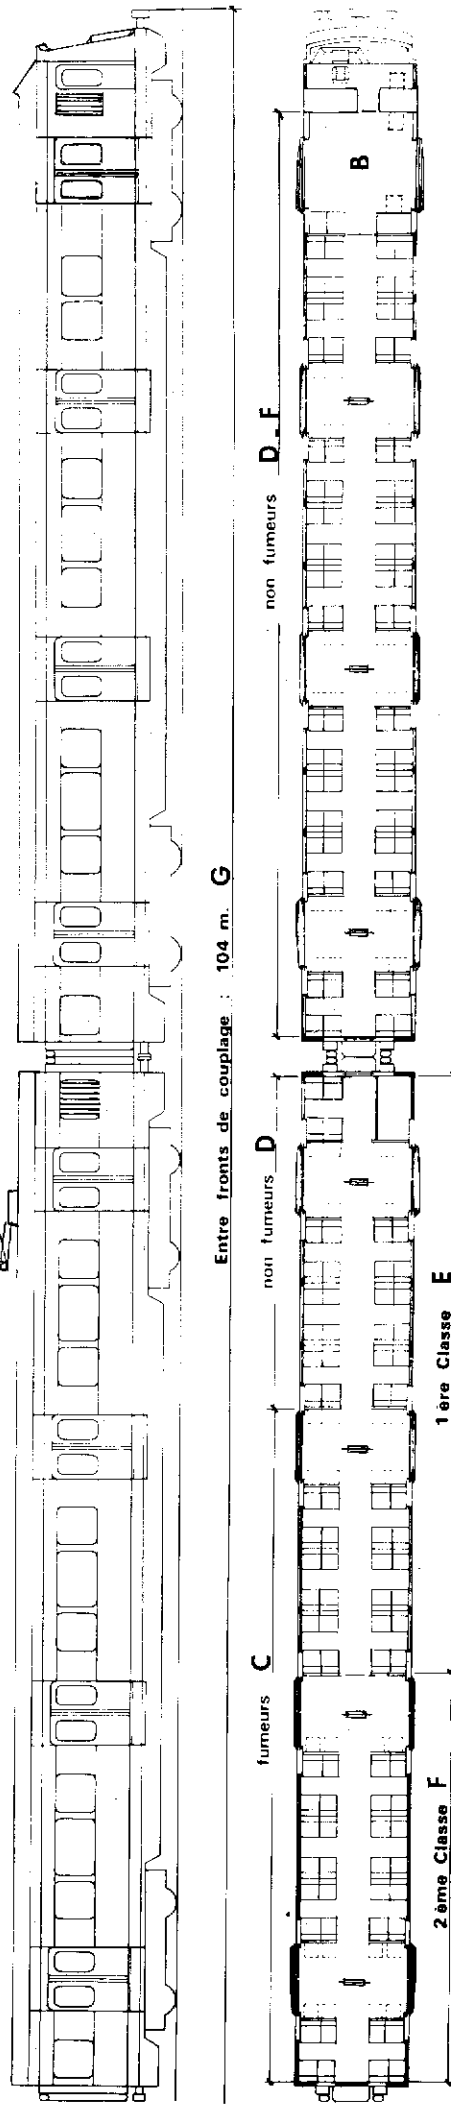 Entre fronts de couplage : 104 m. G
B
non fumeurs D _ F
non fumeurs D
fumeurs C
1ère Classe E
2ème Classe F